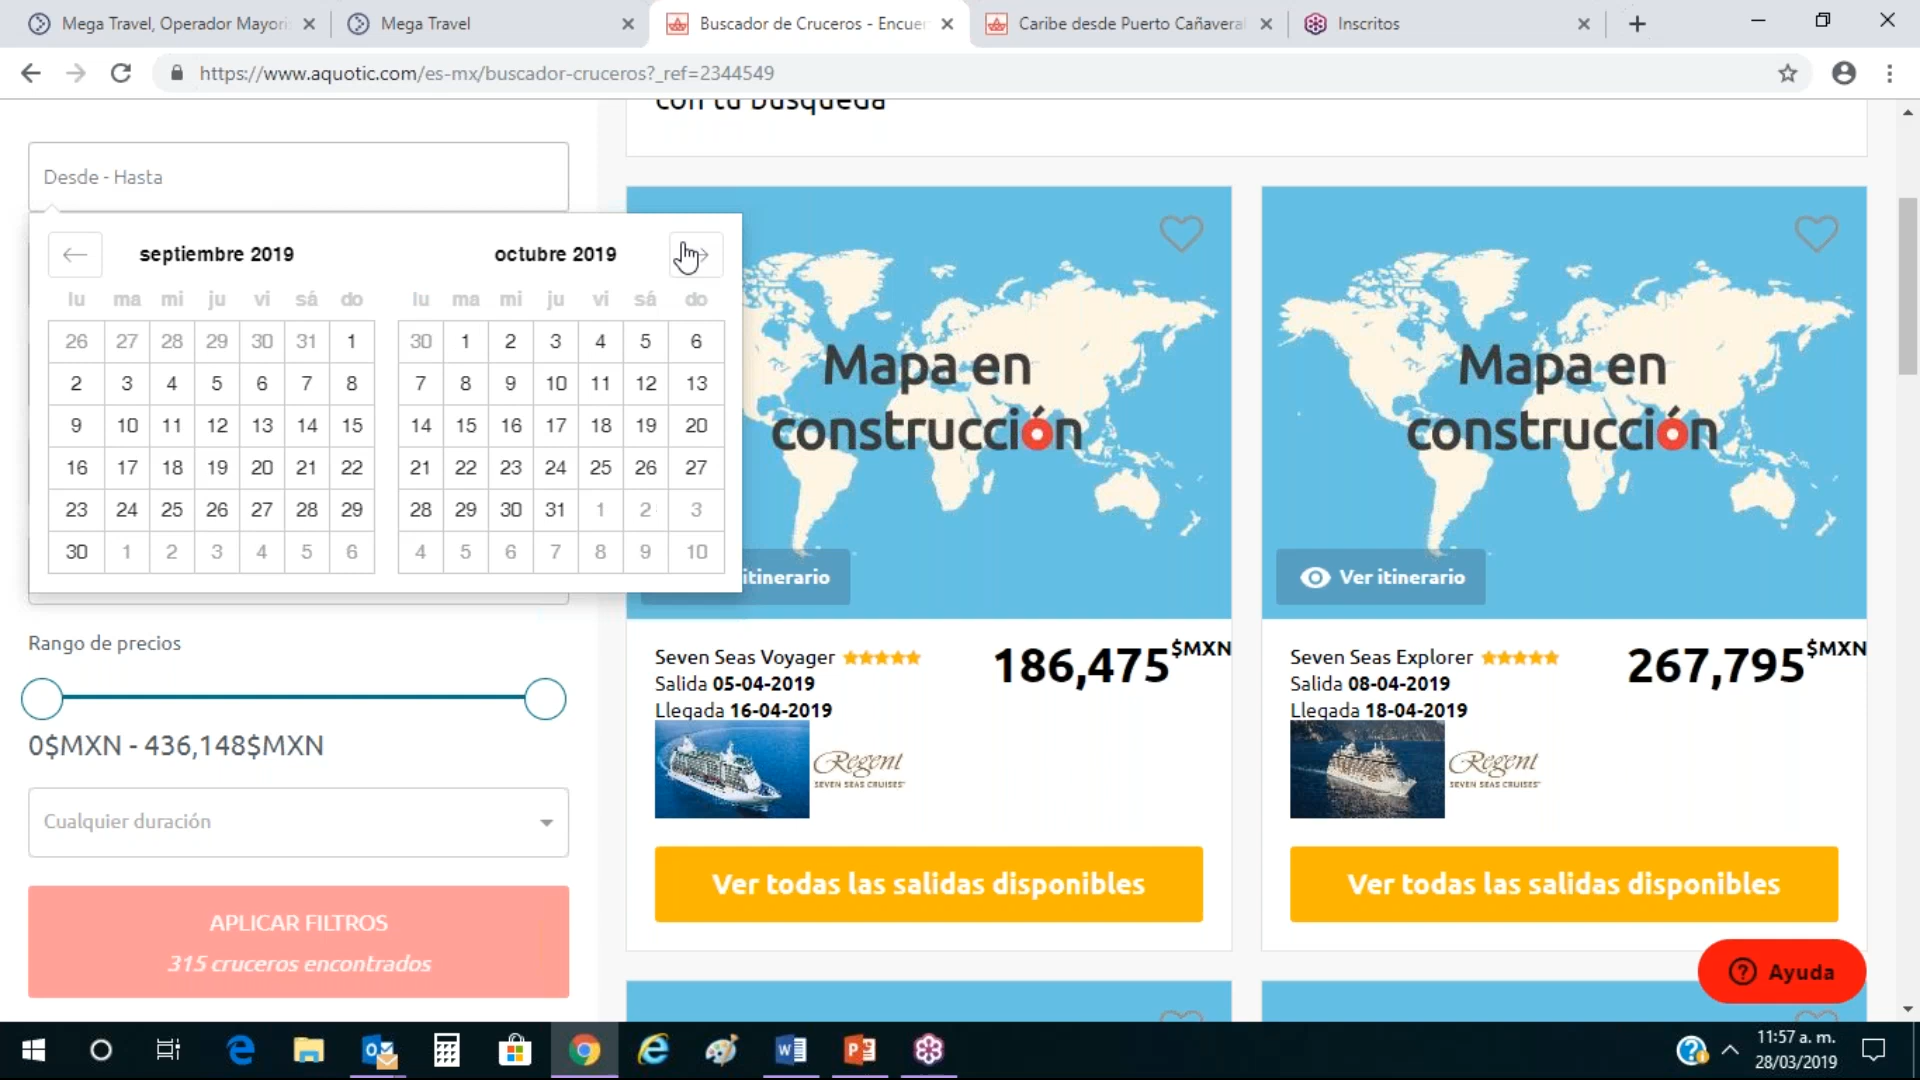 Mega Travel, Operador Mayori
Mega Travel
Buscador de Cruceros - Encuen
Caribe desde Puerto Cañaveral
Inscritos
https://www.aquotic.com/es-mx/buscador-cruceros?_ref=2344549
con tu búsqueda
Desde - Hasta
septiembre 2019
octubre 2019
lu ma mi ju vi sá do
lu ma mi ju vi sá do
26 27 28 29 30 31 1
30 1 2 3 4 5 6
2 3 4 5 6 7 8
7 8 9 10 11 12 13
9 10 11 12 13 14 15
14 15 16 17 18 19 20
16 17 18 19 20 21 22
21 22 23 24 25 26 27
23 24 25 26 27 28 29
28 29 30 31 1 2 3
30 1 2 3 4 5 6
4 5 6 7 8 9 10
Rango de precios
0$MXN - 436,148$MXN
Cualquier duración
APLICAR FILTROS
315 cruceros encontrados
Mapa en
construcción
itinerario
Seven Seas Voyager
186,475$MXN
Salida 05-04-2019
Llegada 16-04-2019
Regent
SEVEN SEAS CRUISES
Ver todas las salidas disponibles
Mapa en
construcción
Ver itinerario
Seven Seas Explorer
267,795$MXN
Salida 08-04-2019
Llegada 18-04-2019
Regent
SEVEN SEAS CRUISES
Ver todas las salidas disponibles
Ayuda
11:57 a. m.
28/03/2019